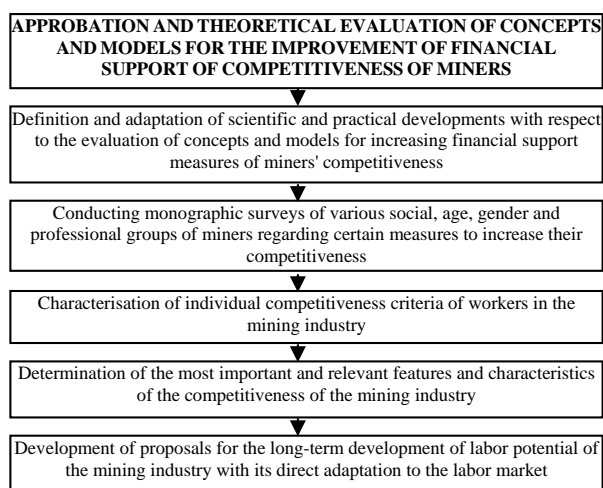 APPROBATION AND THEORETICAL EVALUATION OF CONCEPTS
AND MODELS FOR THE IMPROVEMENT OF FINANCIAL
SUPPORT OF COMPETITIVENESS OF MINERS
Definition and adaptation of scientific and practical developments with respect
to the evaluation of concepts and models for increasing financial support
measures of miners' competitiveness
Conducting monographic surveys of various social, age, gender and
professional groups of miners regarding certain measures to increase their
competitiveness
Characterisation of individual competitiveness criteria of workers in the
mining industry
Determination of the most important and relevant features and characteristics
of the competitiveness of the mining industry
Development of proposals for the long-term development of labor potential of
the mining industry with its direct adaptation to the labor market